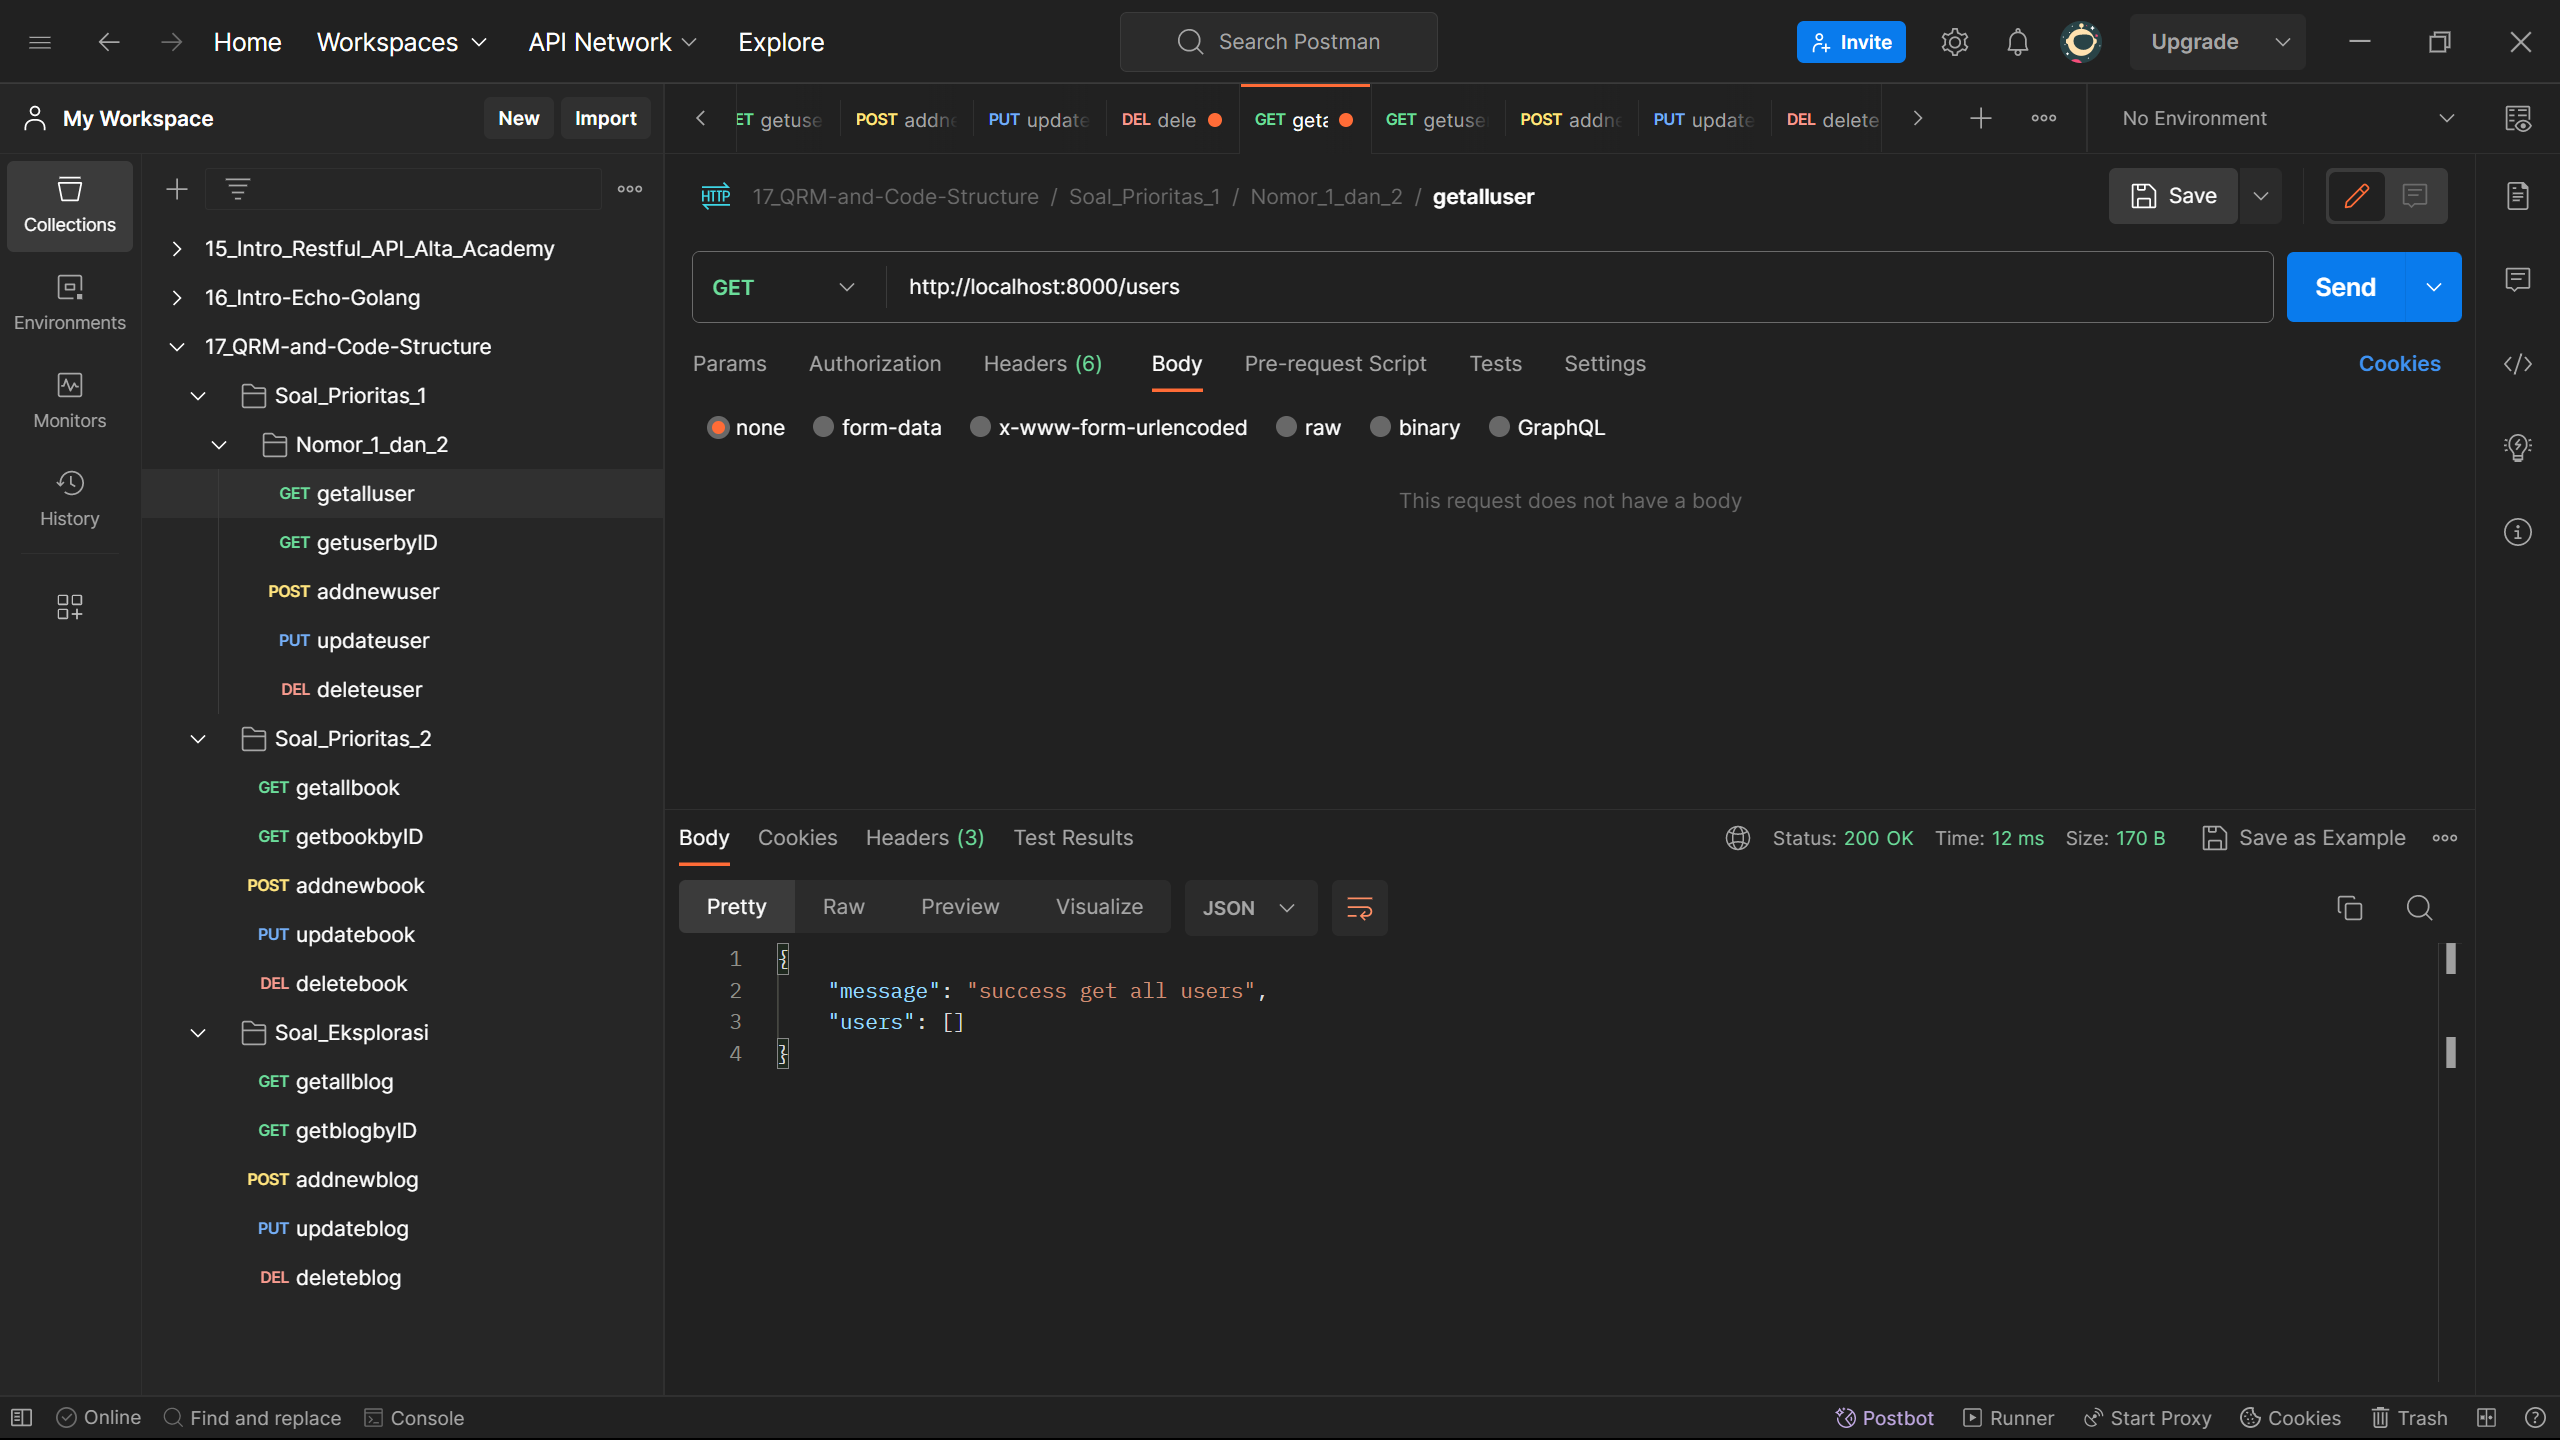 Home Workspaces API Network Explore Search Postman Invite Upgrade
My Workspace New Import
ET getuse POST addne PUT update DEL dele GET geta GET getuse POST addne PUT update DEL delete No Environment
Collections
Environments
Monitors
History
15_Intro_Restful_API_Alta_Academy
16_Intro-Echo-Golang
17_QRM-and-Code-Structure
Soal_Prioritas_1
Nomor_1_dan_2
GET getalluser
GET getuserbyID
POST addnewuser
PUT updateuser
DEL deleteuser
Soal_Prioritas_2
GET getallbook
GET getbookbyID
POST addnewbook
PUT updatebook
DEL deletebook
Soal_Eksplorasi
GET getallblog
GET getblogbyID
POST addnewblog
PUT updateblog
DEL deleteblog
HTTP 17_QRM-and-Code-Structure / Soal_Prioritas_1 / Nomor_1_dan_2 / getalluser Save
GET http://localhost:8000/users Send
Params Authorization Headers (6) Body Pre-request Script Tests Settings Cookies
none form-data x-www-form-urlencoded raw binary GraphQL
This request does not have a body
Body Cookies Headers (3) Test Results Status: 200 OK Time: 12 ms Size: 170 B Save as Example
Pretty Raw Preview Visualize JSON
1 {
2 "message": "success get all users",
3 "users": []
4 }
Online Find and replace Console Postbot Runner Start Proxy Cookies Trash